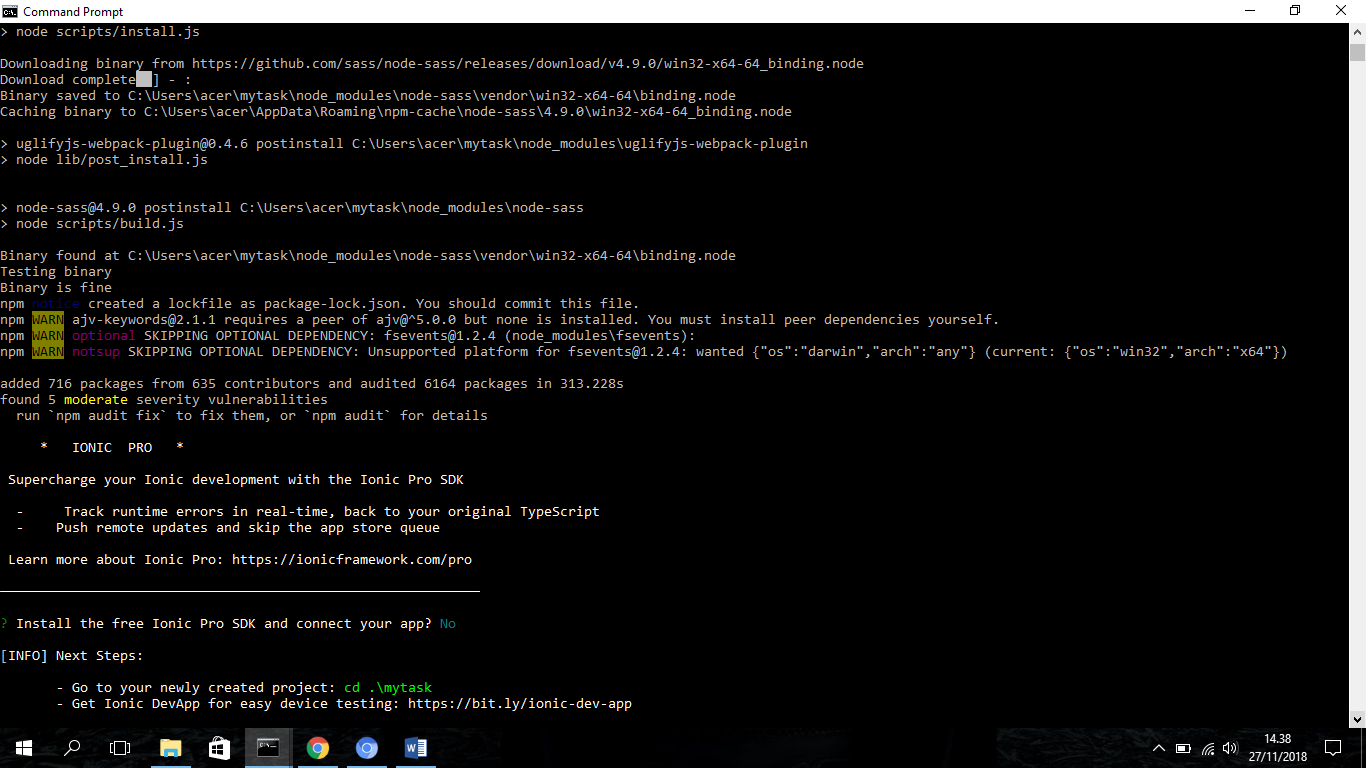 Command Prompt
> node scripts/install.js
Downloading binary from https://github.com/sass/node-sass/releases/download/v4.9.0/win32-x64-64_binding.node
Download complete  ] - :
Binary saved to C:\Users\acer\mytask\node_modules\node-sass\vendor\win32-x64-64\binding.node
Caching binary to C:\Users\acer\AppData\Roaming\npm-cache\node-sass\4.9.0\win32-x64-64_binding.node
> uglifyjs-webpack-plugin@0.4.6 postinstall C:\Users\acer\mytask\node_modules\uglifyjs-webpack-plugin
> node lib/post_install.js
> node-sass@4.9.0 postinstall C:\Users\acer\mytask\node_modules\node-sass
> node scripts/build.js
Binary found at C:\Users\acer\mytask\node_modules\node-sass\vendor\win32-x64-64\binding.node
Testing binary
Binary is fine
npm notice created a lockfile as package-lock.json. You should commit this file.
npm WARN ajv-keywords@2.1.1 requires a peer of ajv@^5.0.0 but none is installed. You must install peer dependencies yourself.
npm WARN optional SKIPPING OPTIONAL DEPENDENCY: fsevents@1.2.4 (node_modules\fsevents):
npm WARN notsup SKIPPING OPTIONAL DEPENDENCY: Unsupported platform for fsevents@1.2.4: wanted {"os":"darwin","arch":"any"} (current: {"os":"win32","arch":"x64"})
added 716 packages from 635 contributors and audited 6164 packages in 313.228s
found 5 moderate severity vulnerabilities
run `npm audit fix` to fix them, or `npm audit` for details
* IONIC PRO *
Supercharge your Ionic development with the Ionic Pro SDK
- Track runtime errors in real-time, back to your original TypeScript
- Push remote updates and skip the app store queue
Learn more about Ionic Pro: https://ionicframework.com/pro
? Install the free Ionic Pro SDK and connect your app? No
[INFO] Next Steps:
- Go to your newly created project: cd .\mytask
- Get Ionic DevApp for easy device testing: https://bit.ly/ionic-dev-app
14.38
27/11/2018